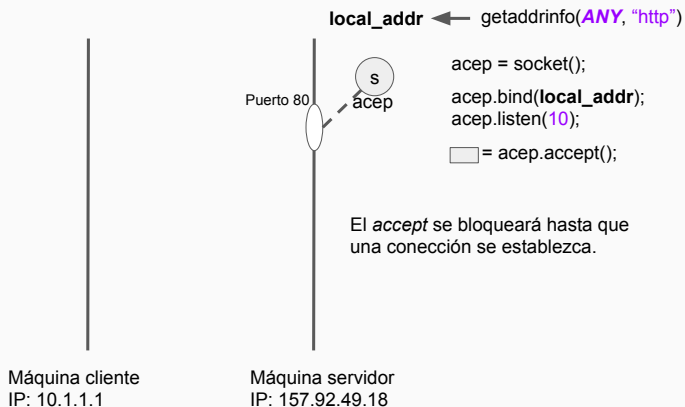 local_addr getaddrinfo(ANY, “http”)
s
acep
Puerto 80
acep = socket();
acep.bind(local_addr);
acep.listen(10);
= acep.accept();
El accept se bloqueará hasta que
una conección se establezca.
Máquina cliente
IP: 10.1.1.1
Máquina servidor
IP: 157.92.49.18